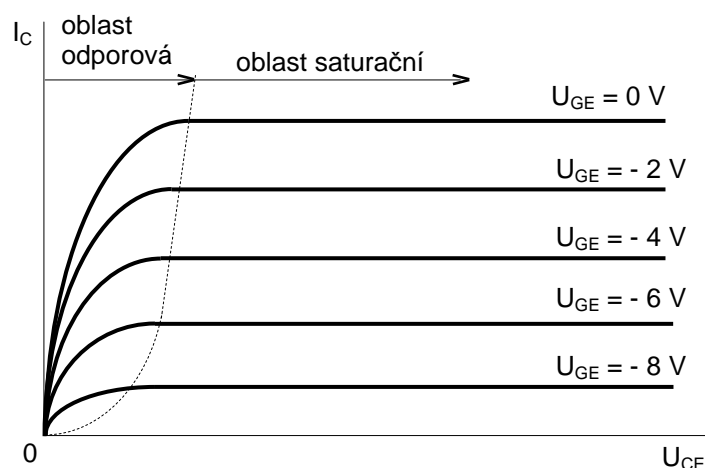 I_C
oblast
odporová
oblast saturační
U_GE = 0 V
U_GE = - 2 V
U_GE = - 4 V
U_GE = - 6 V
U_GE = - 8 V
0
U_CE